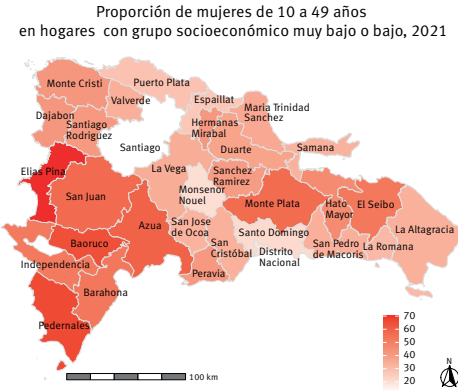 Proporción de mujeres de 10 a 49 años
en hogares con grupo socioeconómico muy bajo o bajo, 2021
Monte Cristi
Puerto Plata
Valverde
Espaillat
Maria Trinidad
Sanchez
Dajabon
Santiago
Rodriguez
Hermanas
Mirabal
Santiago
Duarte
Samana
Elias Pina
La Vega
Sanchez
Ramirez
Monsenor
Nouel
San Juan
Monte Plata
Hato
Mayor
El Seibo
Azua
San Jose
de Ocoa
Santo Domingo
La Altagracia
Baoruco
San
Cristóbal
Distrito
Nacional
San Pedro
de Macoris
La Romana
Independencia
Peravia
Barahona
Pedernales
70
60
50
40
30
20
100 km
N